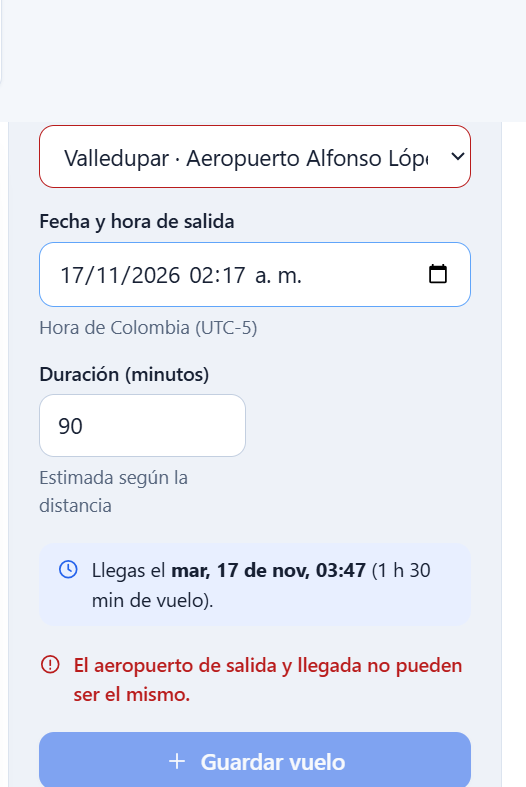 Valledupar · Aeropuerto Alfonso Lópe
Fecha y hora de salida
17/11/2026 02:17 a. m.
Hora de Colombia (UTC-5)
Duración (minutos)
90
Estimada según la
distancia
Llegas el mar, 17 de nov, 03:47 (1 h 30
min de vuelo).
El aeropuerto de salida y llegada no pueden
ser el mismo.
+ Guardar vuelo